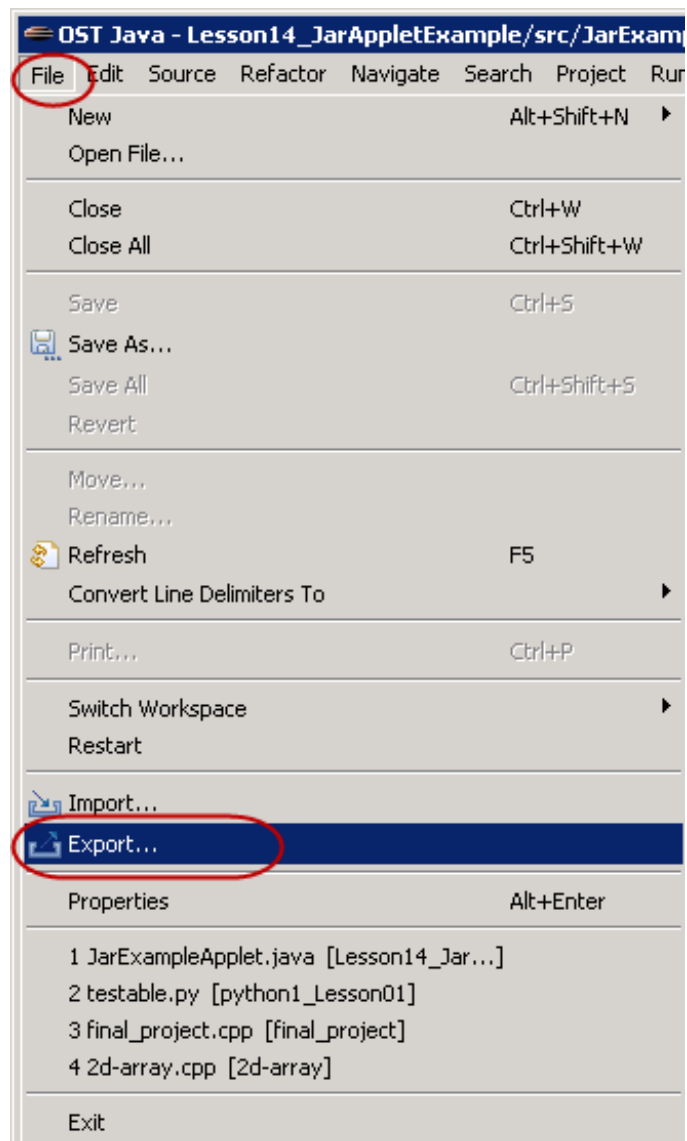 OST Java - Lesson14_JarAppletExample/src/JarExam
File Edit Source Refactor Navigate Search Project Run
New Alt+Shift+N
Open File...
Close Ctrl+W
Close All Ctrl+Shift+W
Save Ctrl+S
Save As...
Save All Ctrl+Shift+S
Revert
Move...
Rename...
Refresh F5
Convert Line Delimiters To
Print... Ctrl+P
Switch Workspace
Restart
Import...
Export...
Properties Alt+Enter
1 JarExampleApplet.java [Lesson14_Jar...]
2 testable.py [python1_Lesson01]
3 final_project.cpp [final_project]
4 2d-array.cpp [2d-array]
Exit